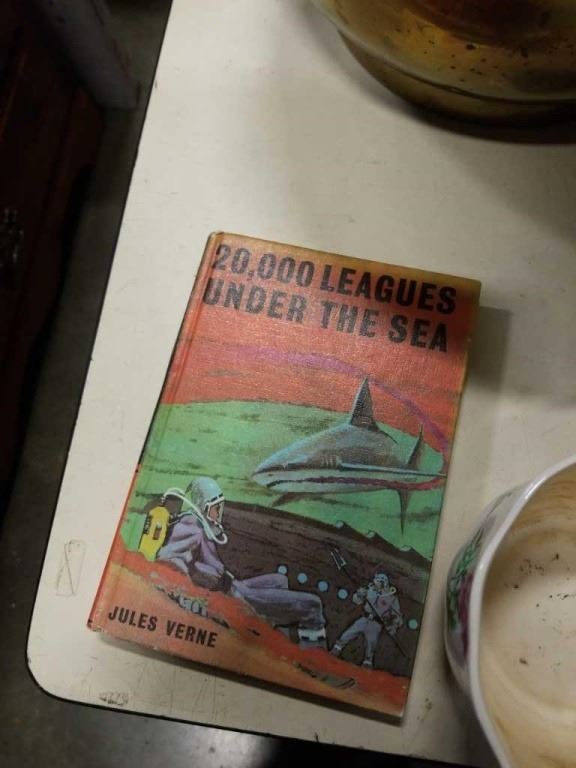 20,000 LEAGUES
UNDER THE SEA
JULES VERNE